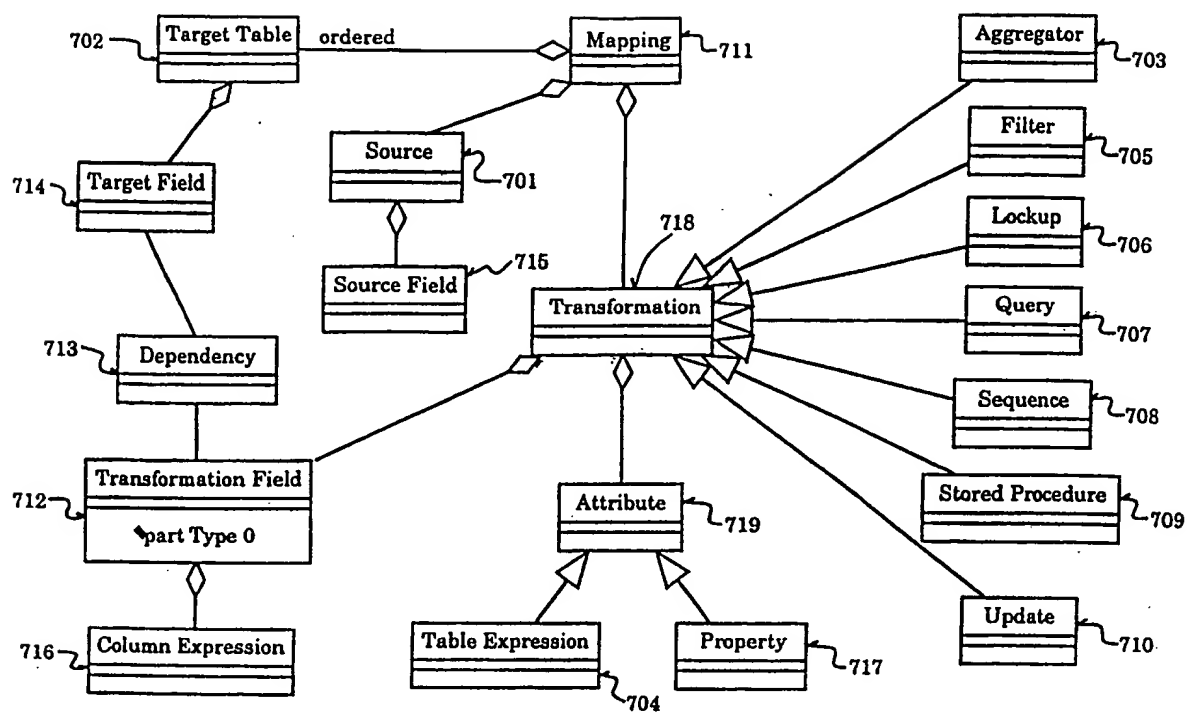 Target Table
702
ordered
Mapping
711
Aggregator
703
Filter
705
Source
701
Target Field
714
Lockup
706
718
715
Source Field
Transformation
Query
707
Dependency
713
Sequence
708
Transformation Field
712
part Type 0
Attribute
719
Stored Procedure
709
Column Expression
716
Table Expression
704
Property
717
Update
710